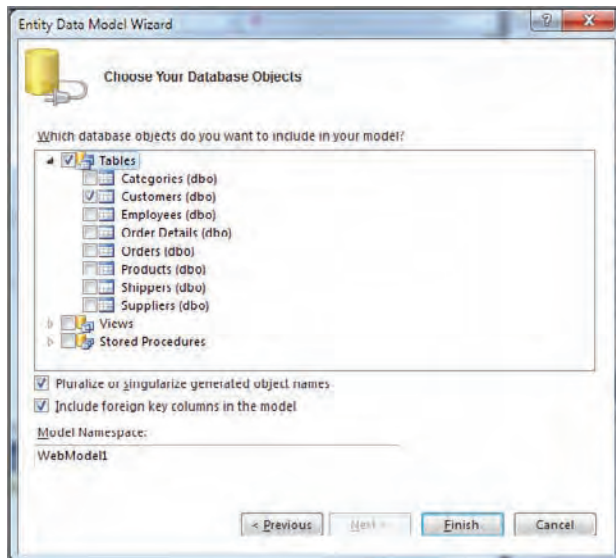 Entity Data Model Wizard
Choose Your Database Objects
Which database objects do you want to include in your model?
Tables
Categories (dbo)
Customers (dbo)
Employees (dbo)
Order Details (dbo)
Orders (dbo)
Products (dbo)
Shippers (dbo)
Suppliers (dbo)
Views
Stored Procedures
Pluralize or singularize generated object names
Include foreign key columns in the model
Model Namespace:
WebModel1
< Previous Next > Finish Cancel